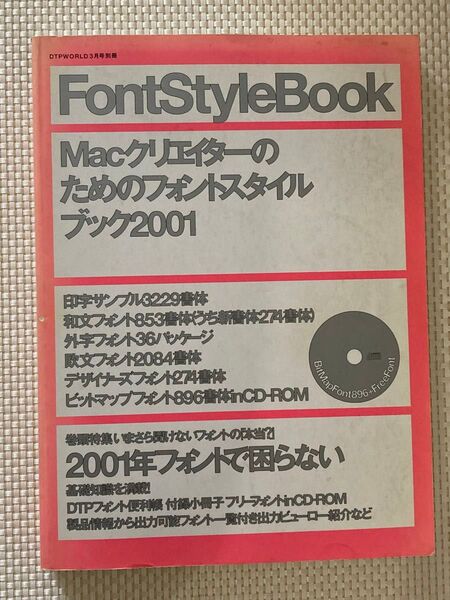 DTPWORLD3月号別冊
FontStyleBook
Macクリエイターの
ためのフォントスタイル
ブック2001
印字サンプル3229書体
和文フォント853書体(うち新書体274書体)
外字フォント36パッケージ
欧文フォント2084書体
デザイナーズフォント274書体
ビットマップフォント896書体inCD-ROM
BitMapFont896+FreeFont
巻頭特集 いまさら聞けないフォントの「本当?」
2001年フォントで困らない
基礎知識を満載!
DTPフォント便利帳 付録小冊子 フリーフォントinCD-ROM
製品情報から出力可能フォント一覧付き出力ビューロー紹介など